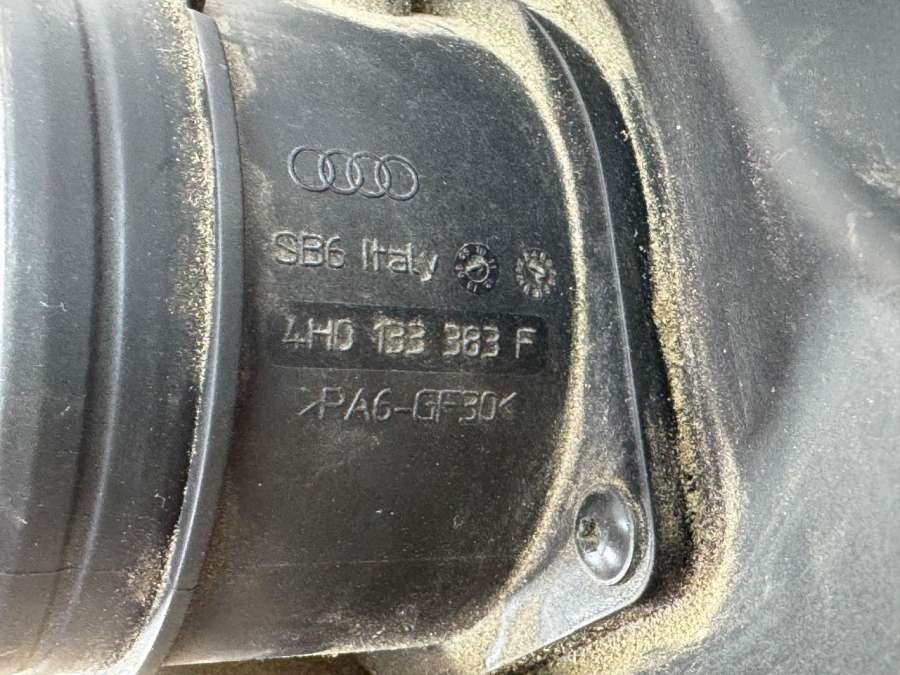 SB6 Italy
4H0 133 383 F
>PA6-GF30<